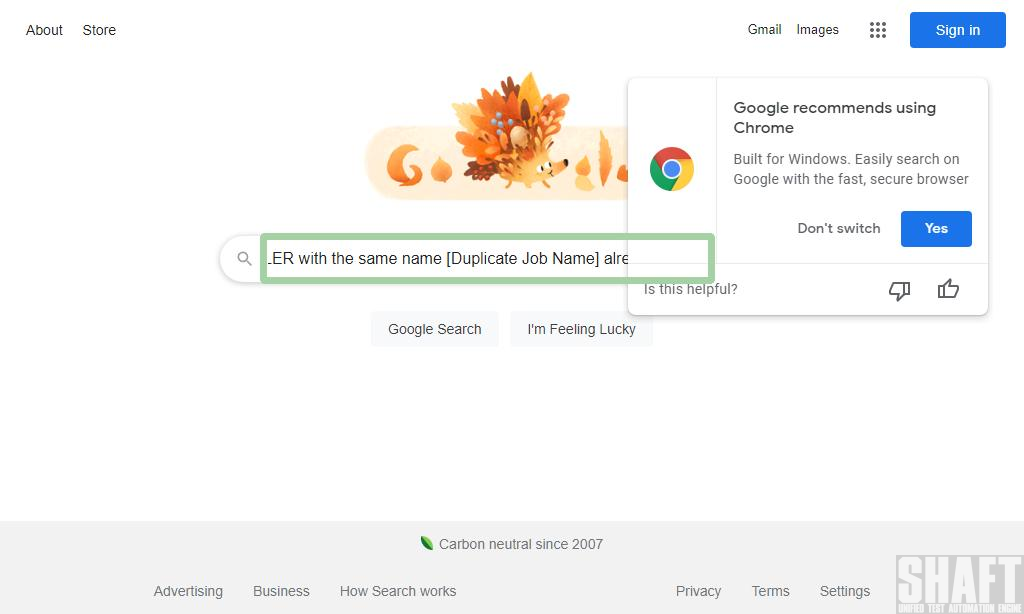 About
Store
Gmail
Images
Sign in
Google recommends using
Chrome
Built for Windows. Easily search on
Google with the fast, secure browser
Don't switch
Yes
.ER with the same name [Duplicate Job Name] alre
Is this helpful?
Google Search
I'm Feeling Lucky
Carbon neutral since 2007
Advertising
Business
How Search works
Privacy
Terms
Settings
SHAFT
UNIFIED TEST AUTOMATION ENGINE